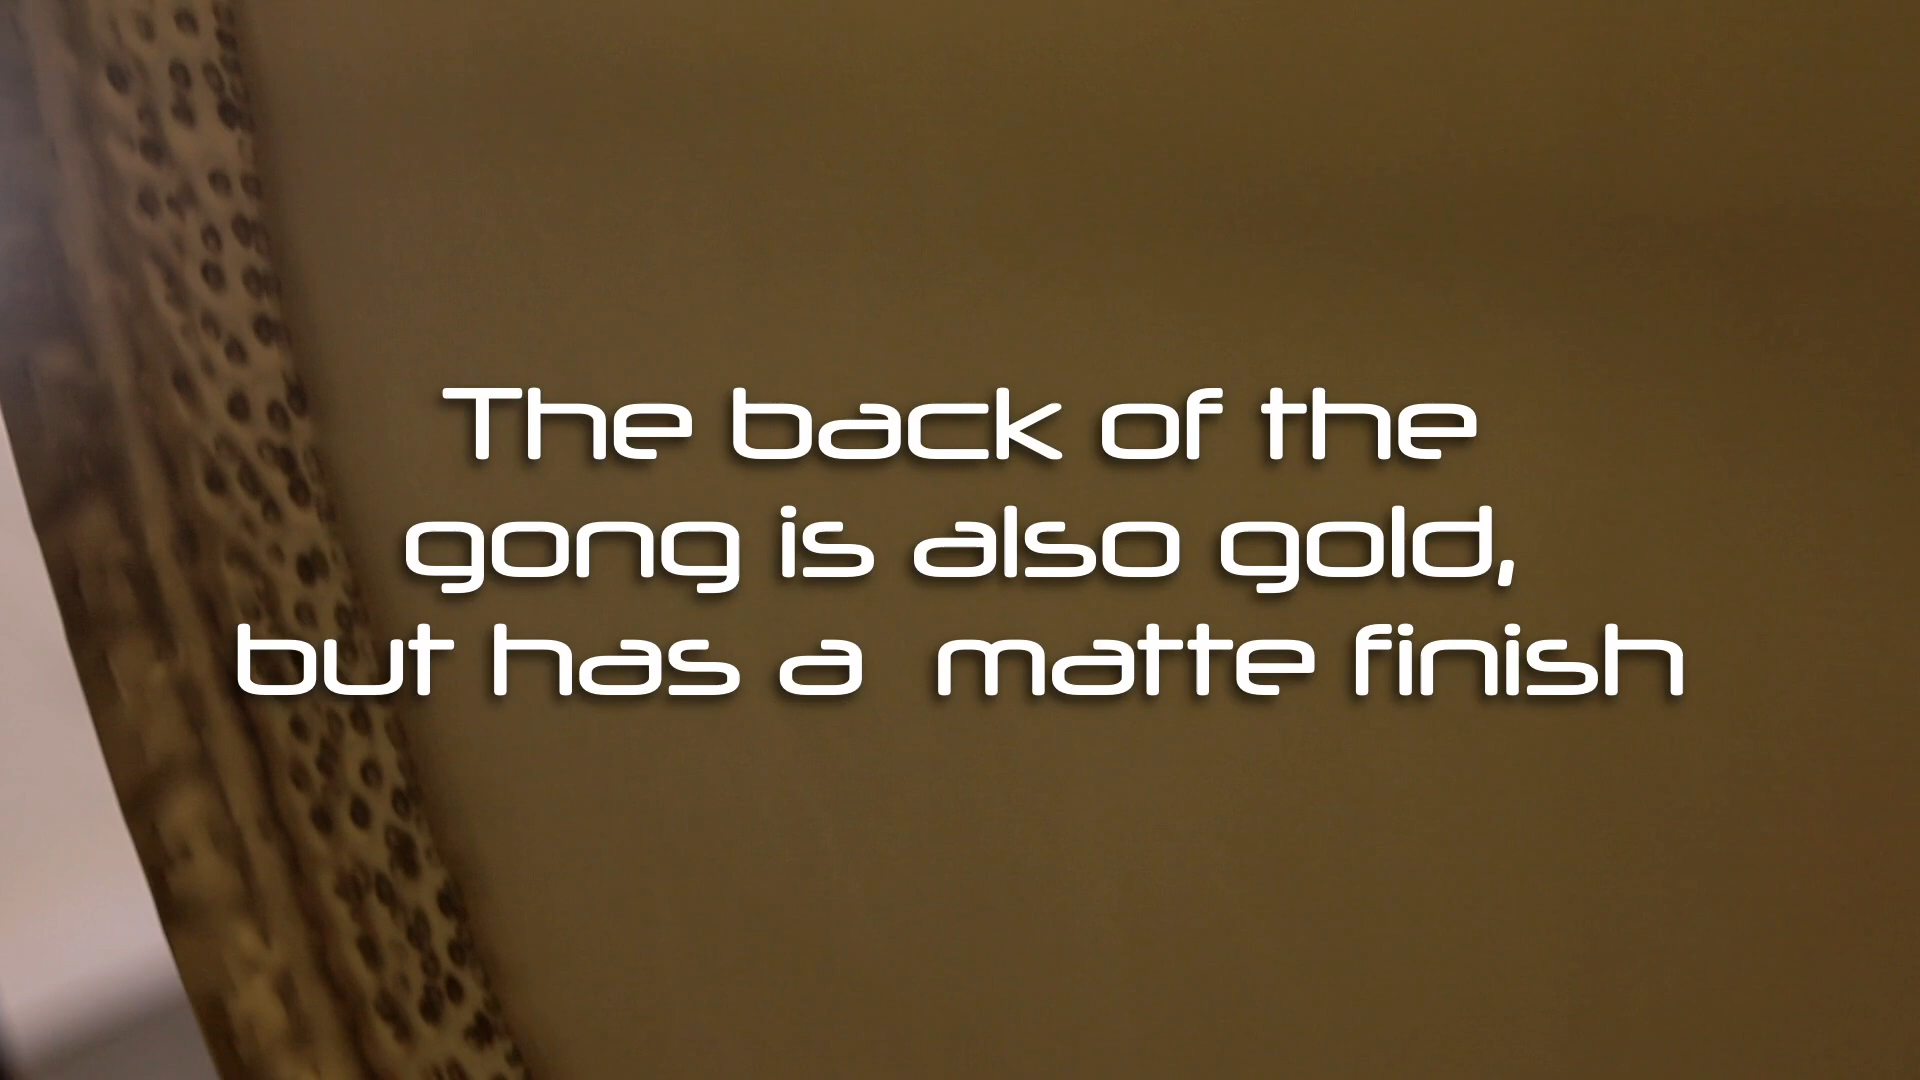 The back of the
gong is also gold,
but has a  matte finish